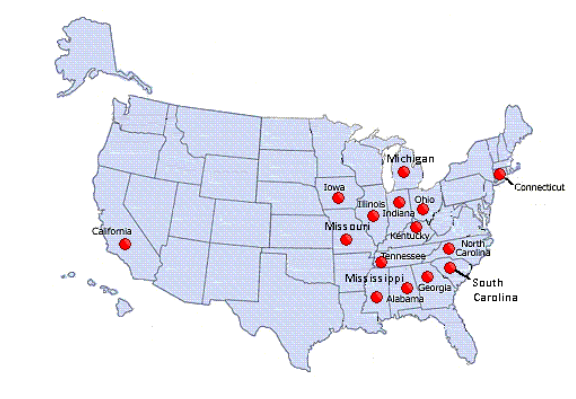 Michigan
Connecticut
Iowa
Illinois
Indiana
Ohio
Missouri
Kentucky
California
North
Carolina
Tennessee
Mississippi
Georgia
South
Carolina
Alabama